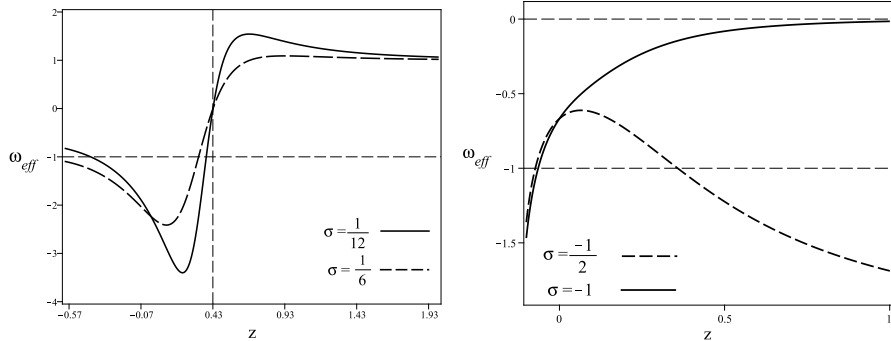 2
1
0
ω_eff
-1
-2
-3
-4
σ = 1/12
σ = 1/6
-0.57 -0.07 0.43 0.93 1.43 1.93
z
0
-0.5
ω_eff
-1
-1.5
σ = -1/2
σ = -1
0 0.5 1
z